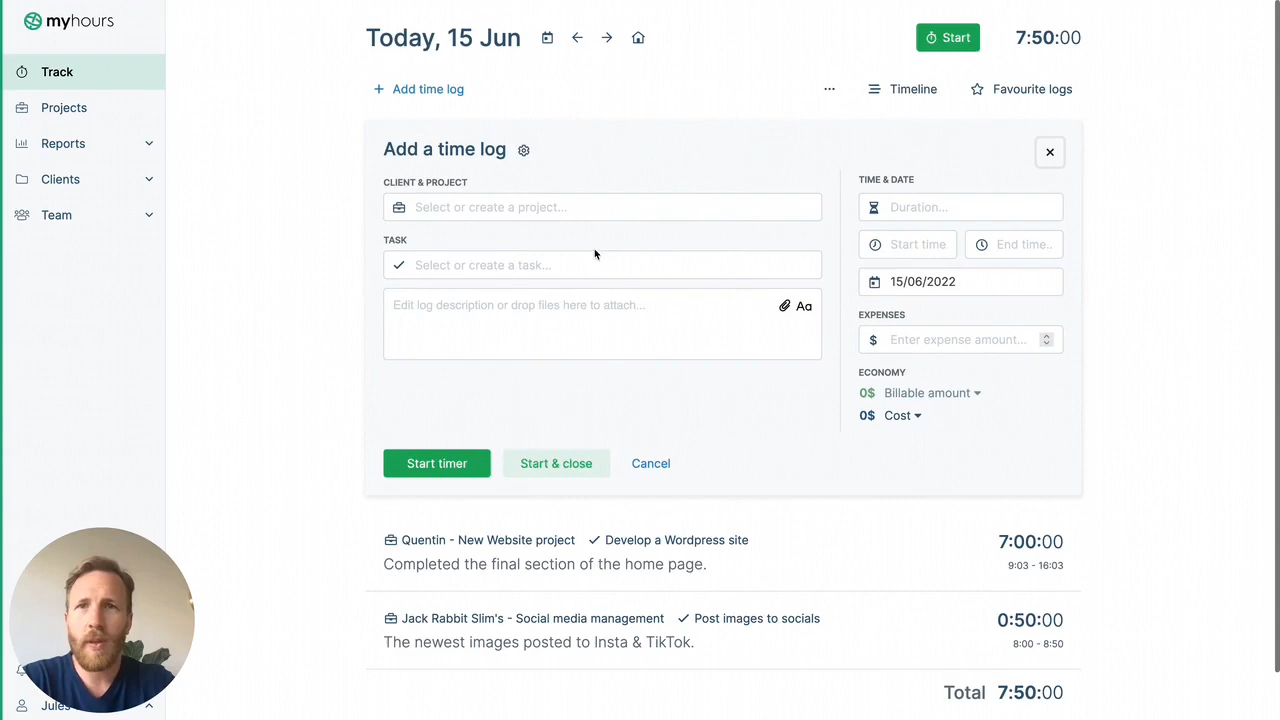 myhours
Track
Projects
Reports
Clients
Team
Jules
Today, 15 Jun
Start
7:50:00
+ Add time log
... Timeline Favourite logs
Add a time log
CLIENT & PROJECT
Select or create a project...
TASK
Select or create a task...
Edit log description or drop files here to attach...
Aa
TIME & DATE
Duration...
Start time
End time..
15/06/2022
EXPENSES
$ Enter expense amount...
ECONOMY
0$ Billable amount
0$ Cost
Start timer
Start & close
Cancel
Quentin - New Website project Develop a Wordpress site
7:00:00
Completed the final section of the home page.
9:03 - 16:03
Jack Rabbit Slim's - Social media management Post images to socials
0:50:00
The newest images posted to Insta & TikTok.
8:00 - 8:50
Total 7:50:00